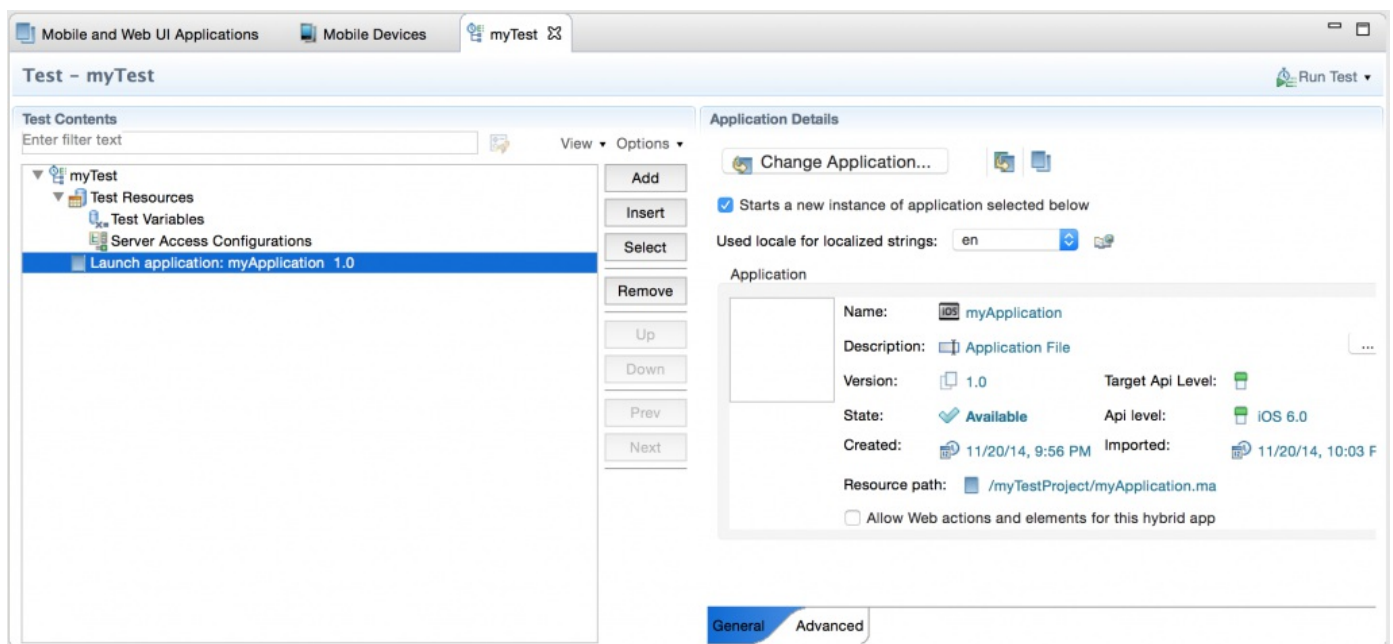 Mobile and Web UI Applications Mobile Devices myTest
Test - myTest Run Test
Test Contents
Enter filter text View Options
myTest
Test Resources
Test Variables
Server Access Configurations
Launch application: myApplication 1.0
Add
Insert
Select
Remove
Up
Down
Prev
Next
Application Details
Change Application...
Starts a new instance of application selected below
Used locale for localized strings: en
Application
Name: iOS myApplication
Description: Application File ...
Version: 1.0 Target Api Level:
State: Available Api level: iOS 6.0
Created: 11/20/14, 9:56 PM Imported: 11/20/14, 10:03 P
Resource path: /myTestProject/myApplication.ma
Allow Web actions and elements for this hybrid app
General Advanced